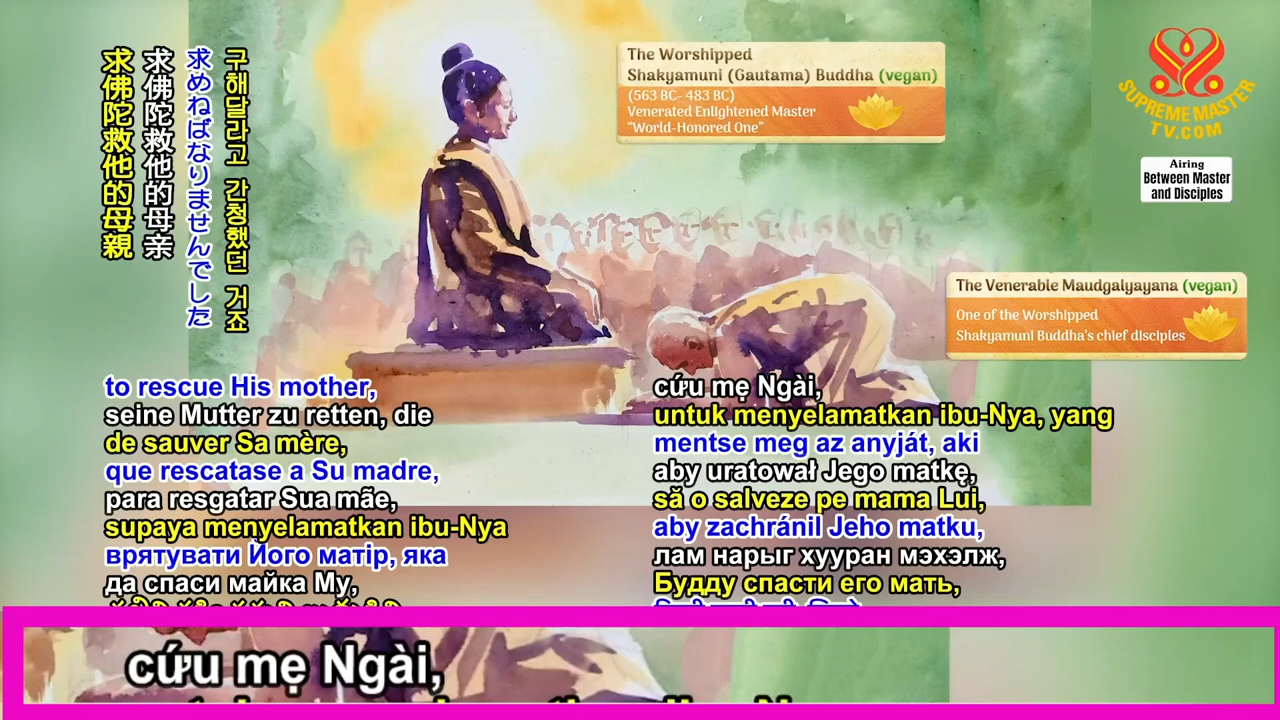 The Worshipped
Shakyamuni (Gautama) Buddha (vegan)
(563 BC- 483 BC)
Venerated Enlightened Master
"World-Honored One"
SUPREME MASTER
TV.COM
Airing
Between Master
and Disciples
구해달라고 간청했던 거죠
求めねばなりませんでした
求佛陀救他的母亲
求佛陀救他的母親
The Venerable Maudgalyayana (vegan)
One of the Worshipped
Shakyamuni Buddha's chief disciples
to rescue His mother,
seine Mutter zu retten, die
de sauver Sa mère,
que rescatase a Su madre,
para resgatar Sua mãe,
supaya menyelamatkan ibu-Nya
врятувати Його матір, яка
да спаси майка Му,
cứu mẹ Ngài,
untuk menyelamatkan ibu-Nya, yang
mentse meg az anyját, aki
aby uratował Jego matkę,
să o salveze pe mama Lui,
aby zachránil Jeho matku,
лам нарыг хууран мэхэлж,
Будду спасти его мать,
cứu mẹ Ngài,